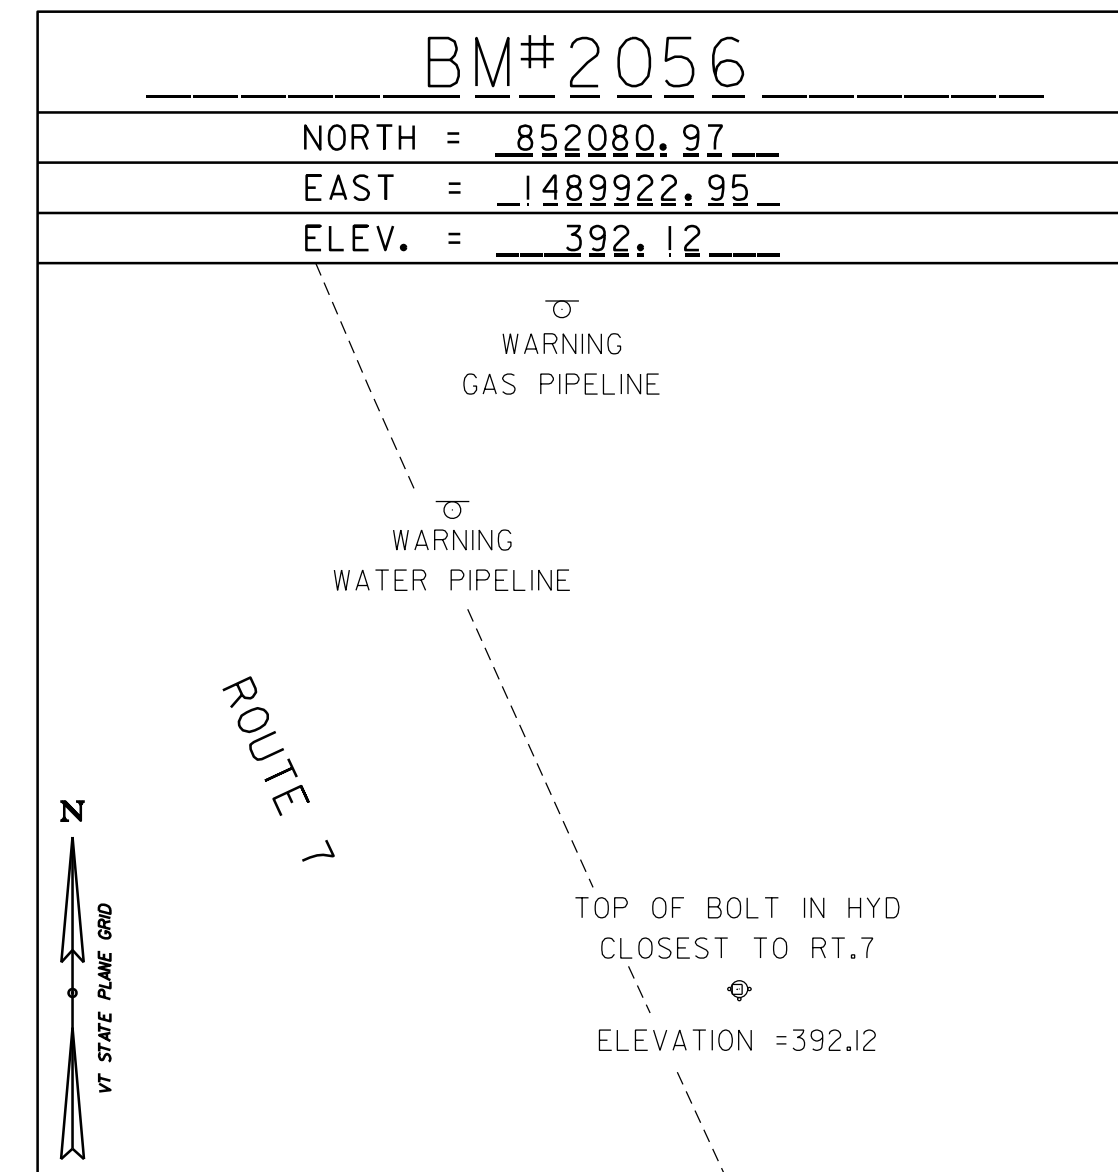 BM#2056
NORTH = 852080.97
EAST = 1489922.95
ELEV. = 392.12
WARNING
GAS PIPELINE
WARNING
WATER PIPELINE
ROUTE 7
N
VT STATE PLANE GRID
TOP OF BOLT IN HYD
CLOSEST TO RT.7
ELEVATION =392.12